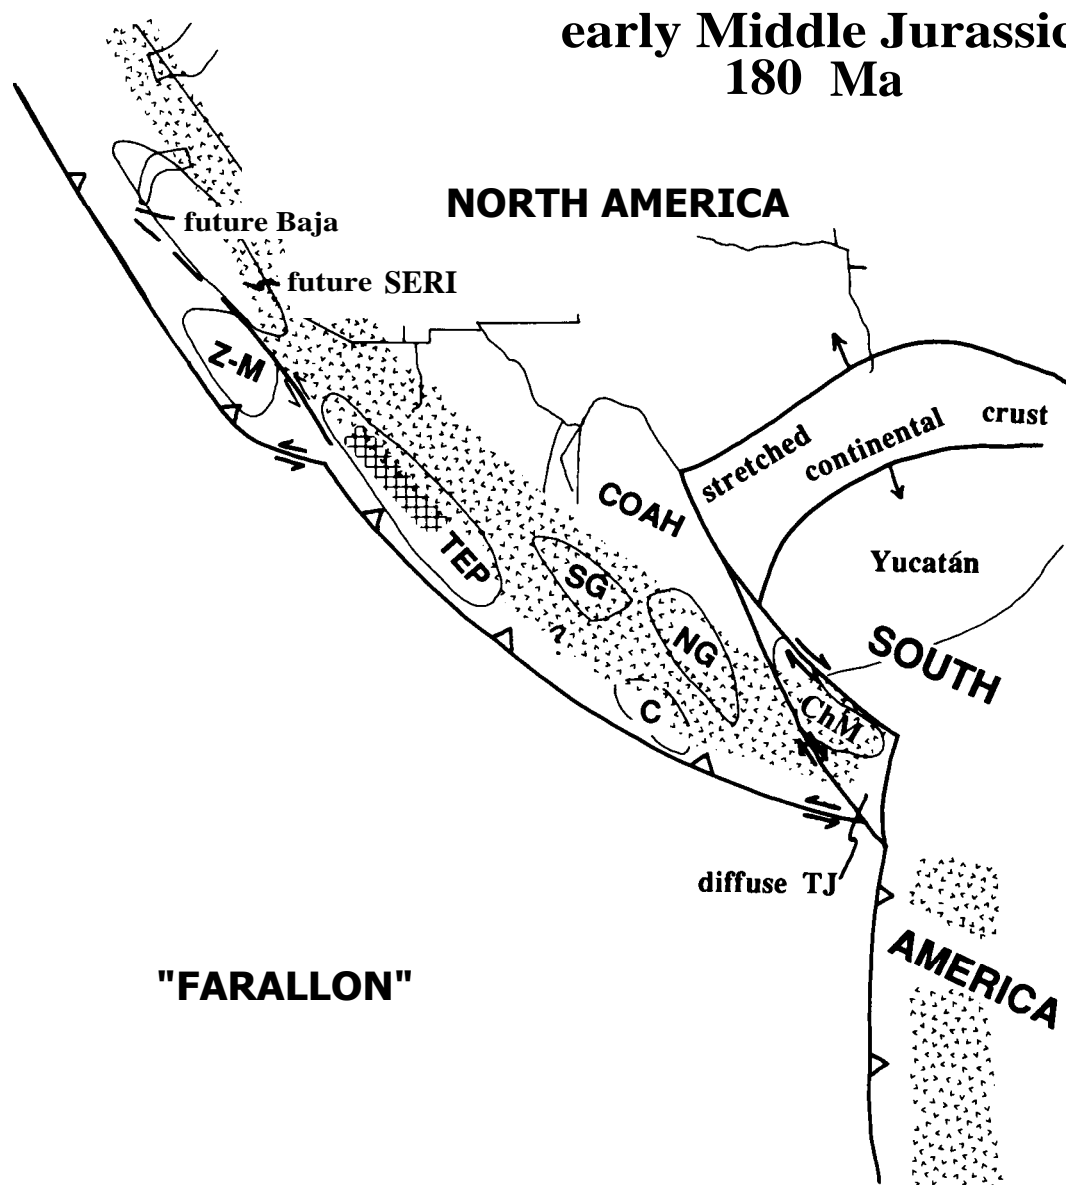 early Middle Jurassic
180 Ma
NORTH AMERICA
future Baja
future SERI
Z-M
stretched continental crust
COAH
TEP
SG
Yucatán
NG
SOUTH
C
ChM
diffuse TJ
AMERICA
"FARALLON"